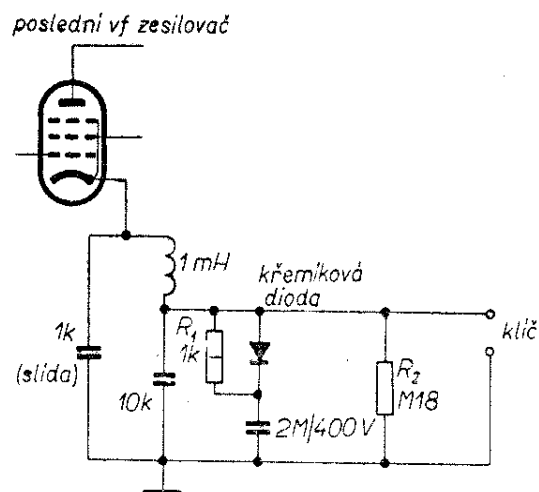 poslední vf zesilovač
1 mH
křemíková
dioda
klíč
1k
(slída)
10k
R1
1k
2M/400V
R2
M18